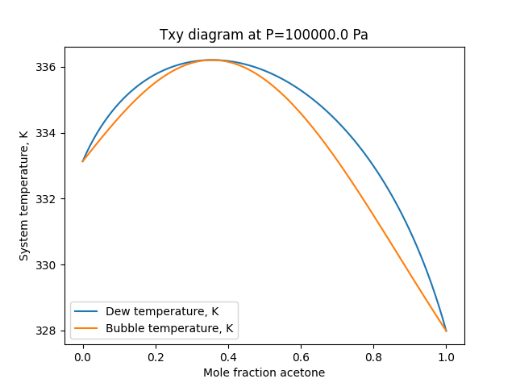 Txy diagram at P=100000.0 Pa
System temperature, K
336
334
332
330
328
Dew temperature, K
Bubble temperature, K
0.0 0.2 0.4 0.6 0.8 1.0
Mole fraction acetone